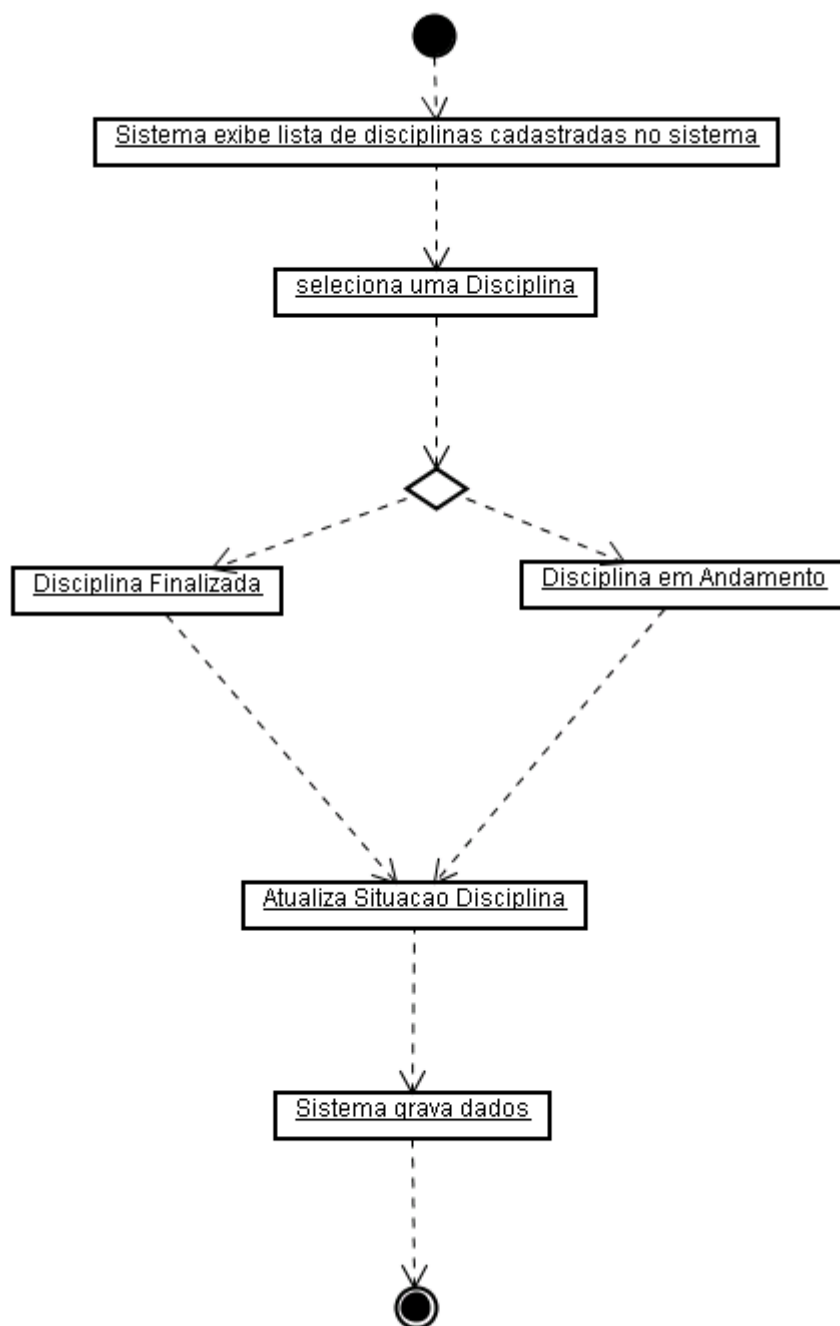 Sistema exibe lista de disciplinas cadastradas no sistema
seleciona uma Disciplina
Disciplina Finalizada
Disciplina em Andamento
Atualiza Situacao Disciplina
Sistema grava dados